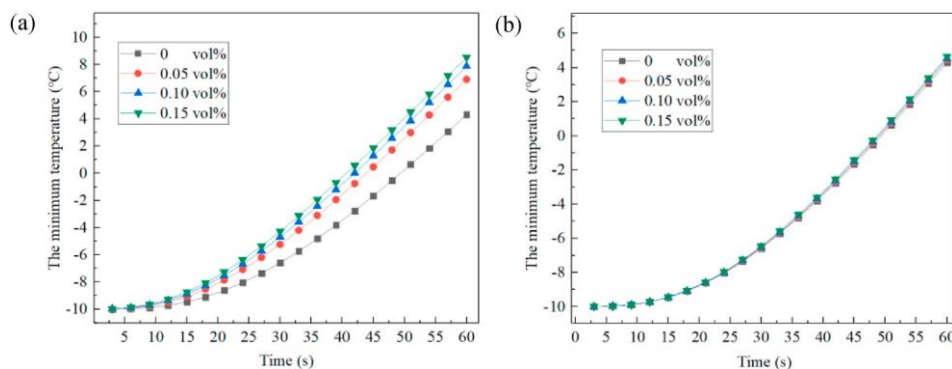 (a)
The minimum temperature (℃)
10
8
6
4
2
0
-2
-4
-6
-8
-10
0 vol%
0.05 vol%
0.10 vol%
0.15 vol%
5 10 15 20 25 30 35 40 45 50 55 60
Time (s)
(b)
The minimum temperature (℃)
6
4
2
0
-2
-4
-6
-8
-10
0 vol%
0.05 vol%
0.10 vol%
0.15 vol%
0 5 10 15 20 25 30 35 40 45 50 55 60
Time (s)